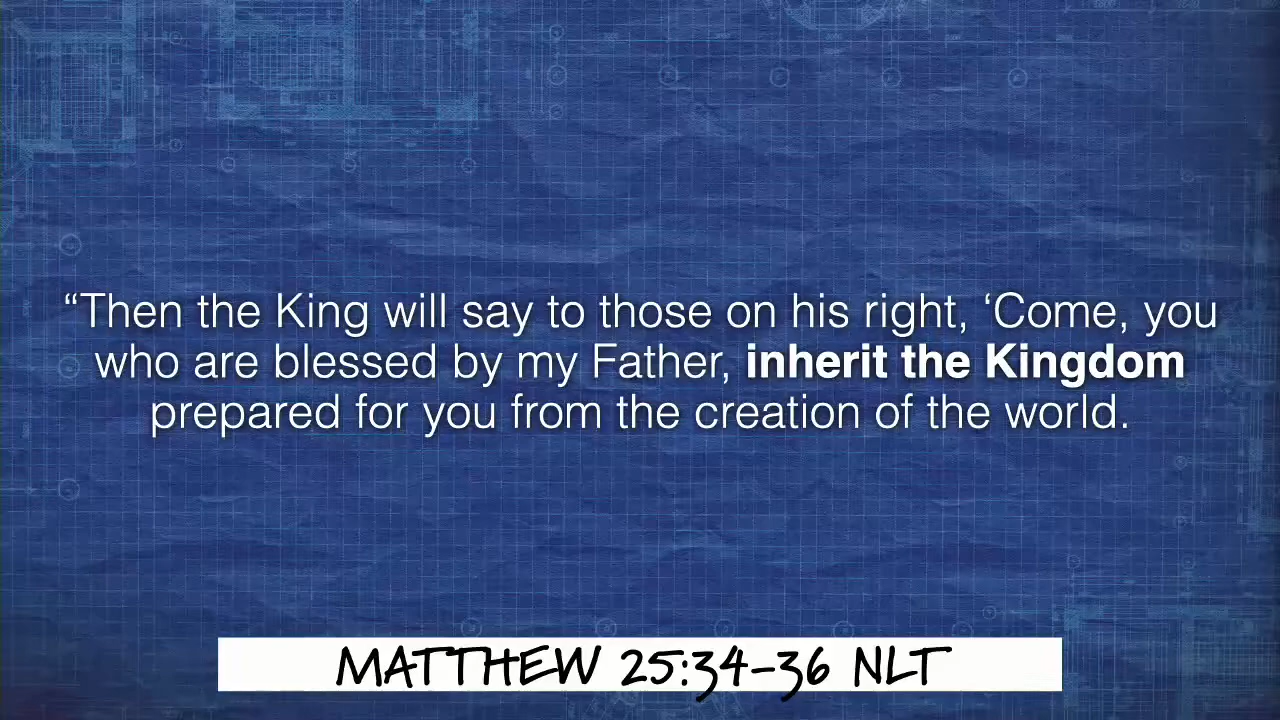 “Then the King will say to those on his right, ‘Come, you
who are blessed by my Father, inherit the Kingdom
prepared for you from the creation of the world.
MATTHEW 25:34-36 NLT